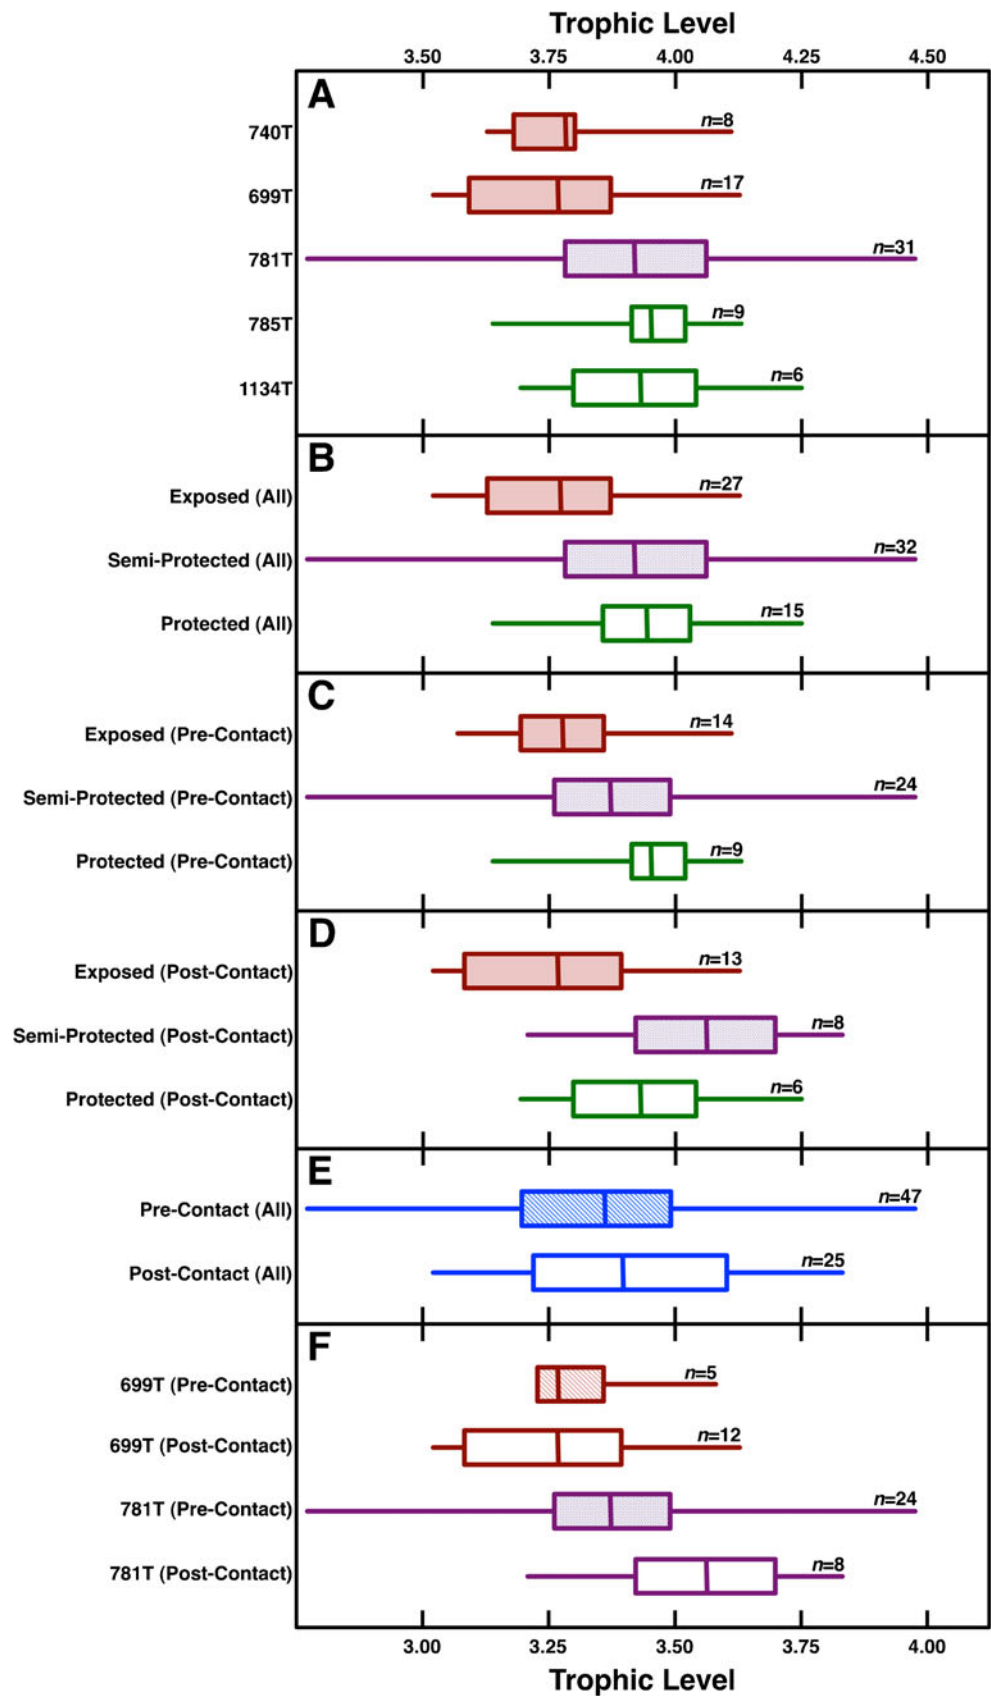 Trophic Level
3.50 3.75 4.00 4.25 4.50
A
740T n=8
699T n=17
781T n=31
785T n=9
1134T n=6
B
Exposed (All) n=27
Semi-Protected (All) n=32
Protected (All) n=15
C
Exposed (Pre-Contact) n=14
Semi-Protected (Pre-Contact) n=24
Protected (Pre-Contact) n=9
D
Exposed (Post-Contact) n=13
Semi-Protected (Post-Contact) n=8
Protected (Post-Contact) n=6
E
Pre-Contact (All) n=47
Post-Contact (All) n=25
F
699T (Pre-Contact) n=5
699T (Post-Contact) n=12
781T (Pre-Contact) n=24
781T (Post-Contact) n=8
3.00 3.25 3.50 3.75 4.00
Trophic Level